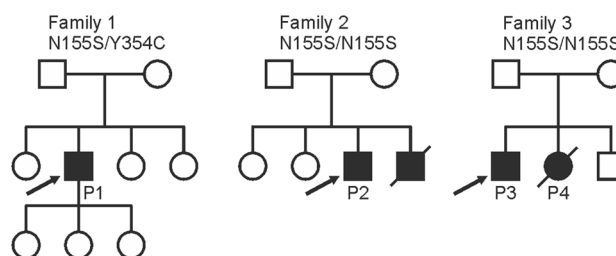 Family 1
N155S/Y354C
Family 2
N155S/N155S
Family 3
N155S/N155S
P1
P2
P3
P4